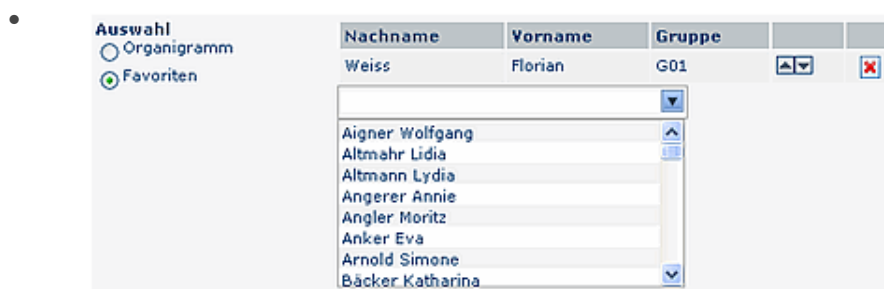 Auswahl
Organigramm
Favoriten
Nachname Vorname Gruppe
Weiss Florian G01
Aigner Wolfgang
Altmahr Lidia
Altmann Lydia
Angerer Annie
Angler Moritz
Anker Eva
Arnold Simone
Bäcker Katharina